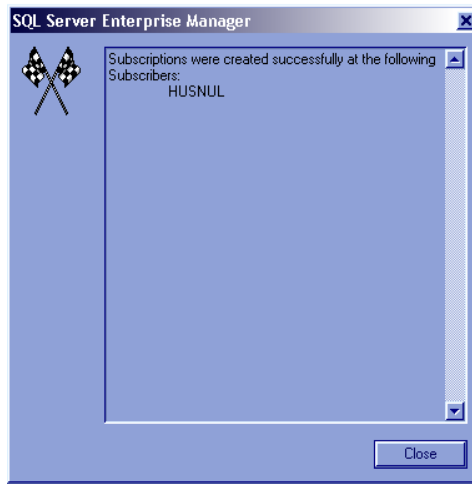 SQL Server Enterprise Manager
Subscriptions were created successfully at the following
Subscribers:
HUSNUL
Close